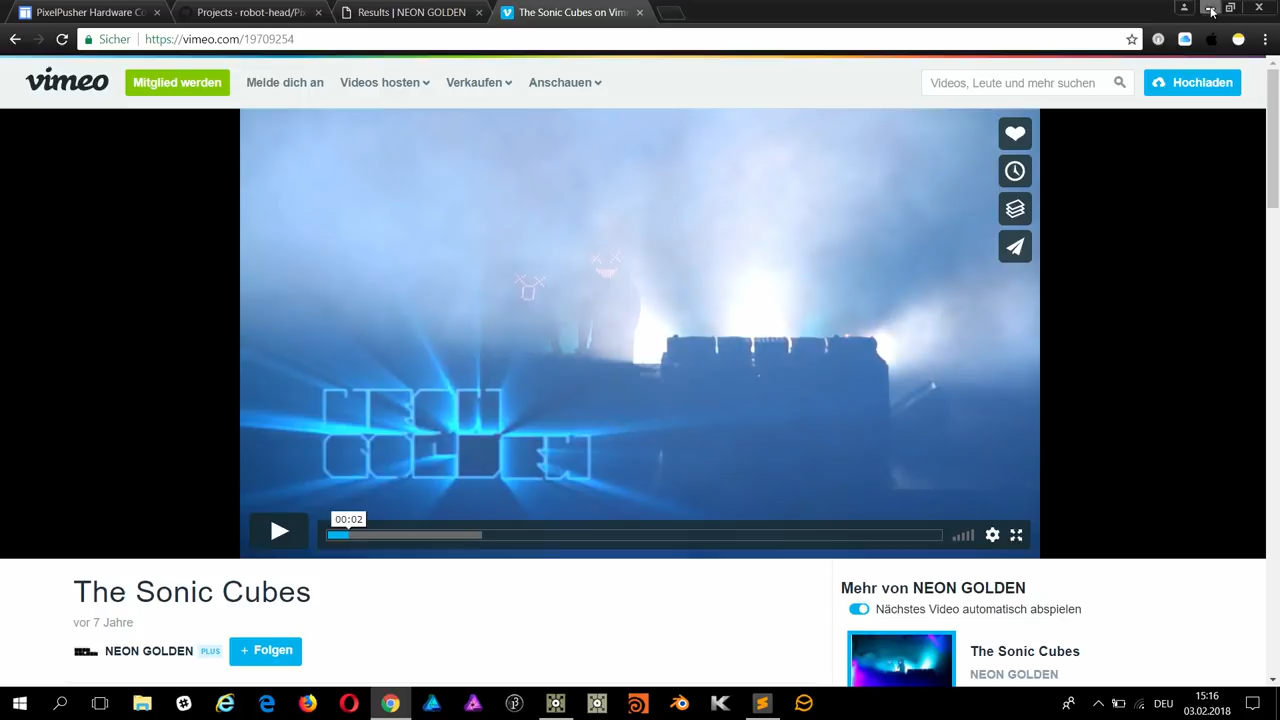 PixelPusher Hardware Co
Projects - robot-head/Pix
Results | NEON GOLDEN
The Sonic Cubes on Vim
Sicher
https://vimeo.com/19709254
vimeo
Mitglied werden
Melde dich an
Videos hosten
Verkaufen
Anschauen
Videos, Leute und mehr suchen
Hochladen
NEON
GOLDEN
00:02
The Sonic Cubes
vor 7 Jahre
NEON GOLDEN PLUS
+ Folgen
Mehr von NEON GOLDEN
Nächstes Video automatisch abspielen
The Sonic Cubes
NEON GOLDEN
DEU
15:16
03.02.2018